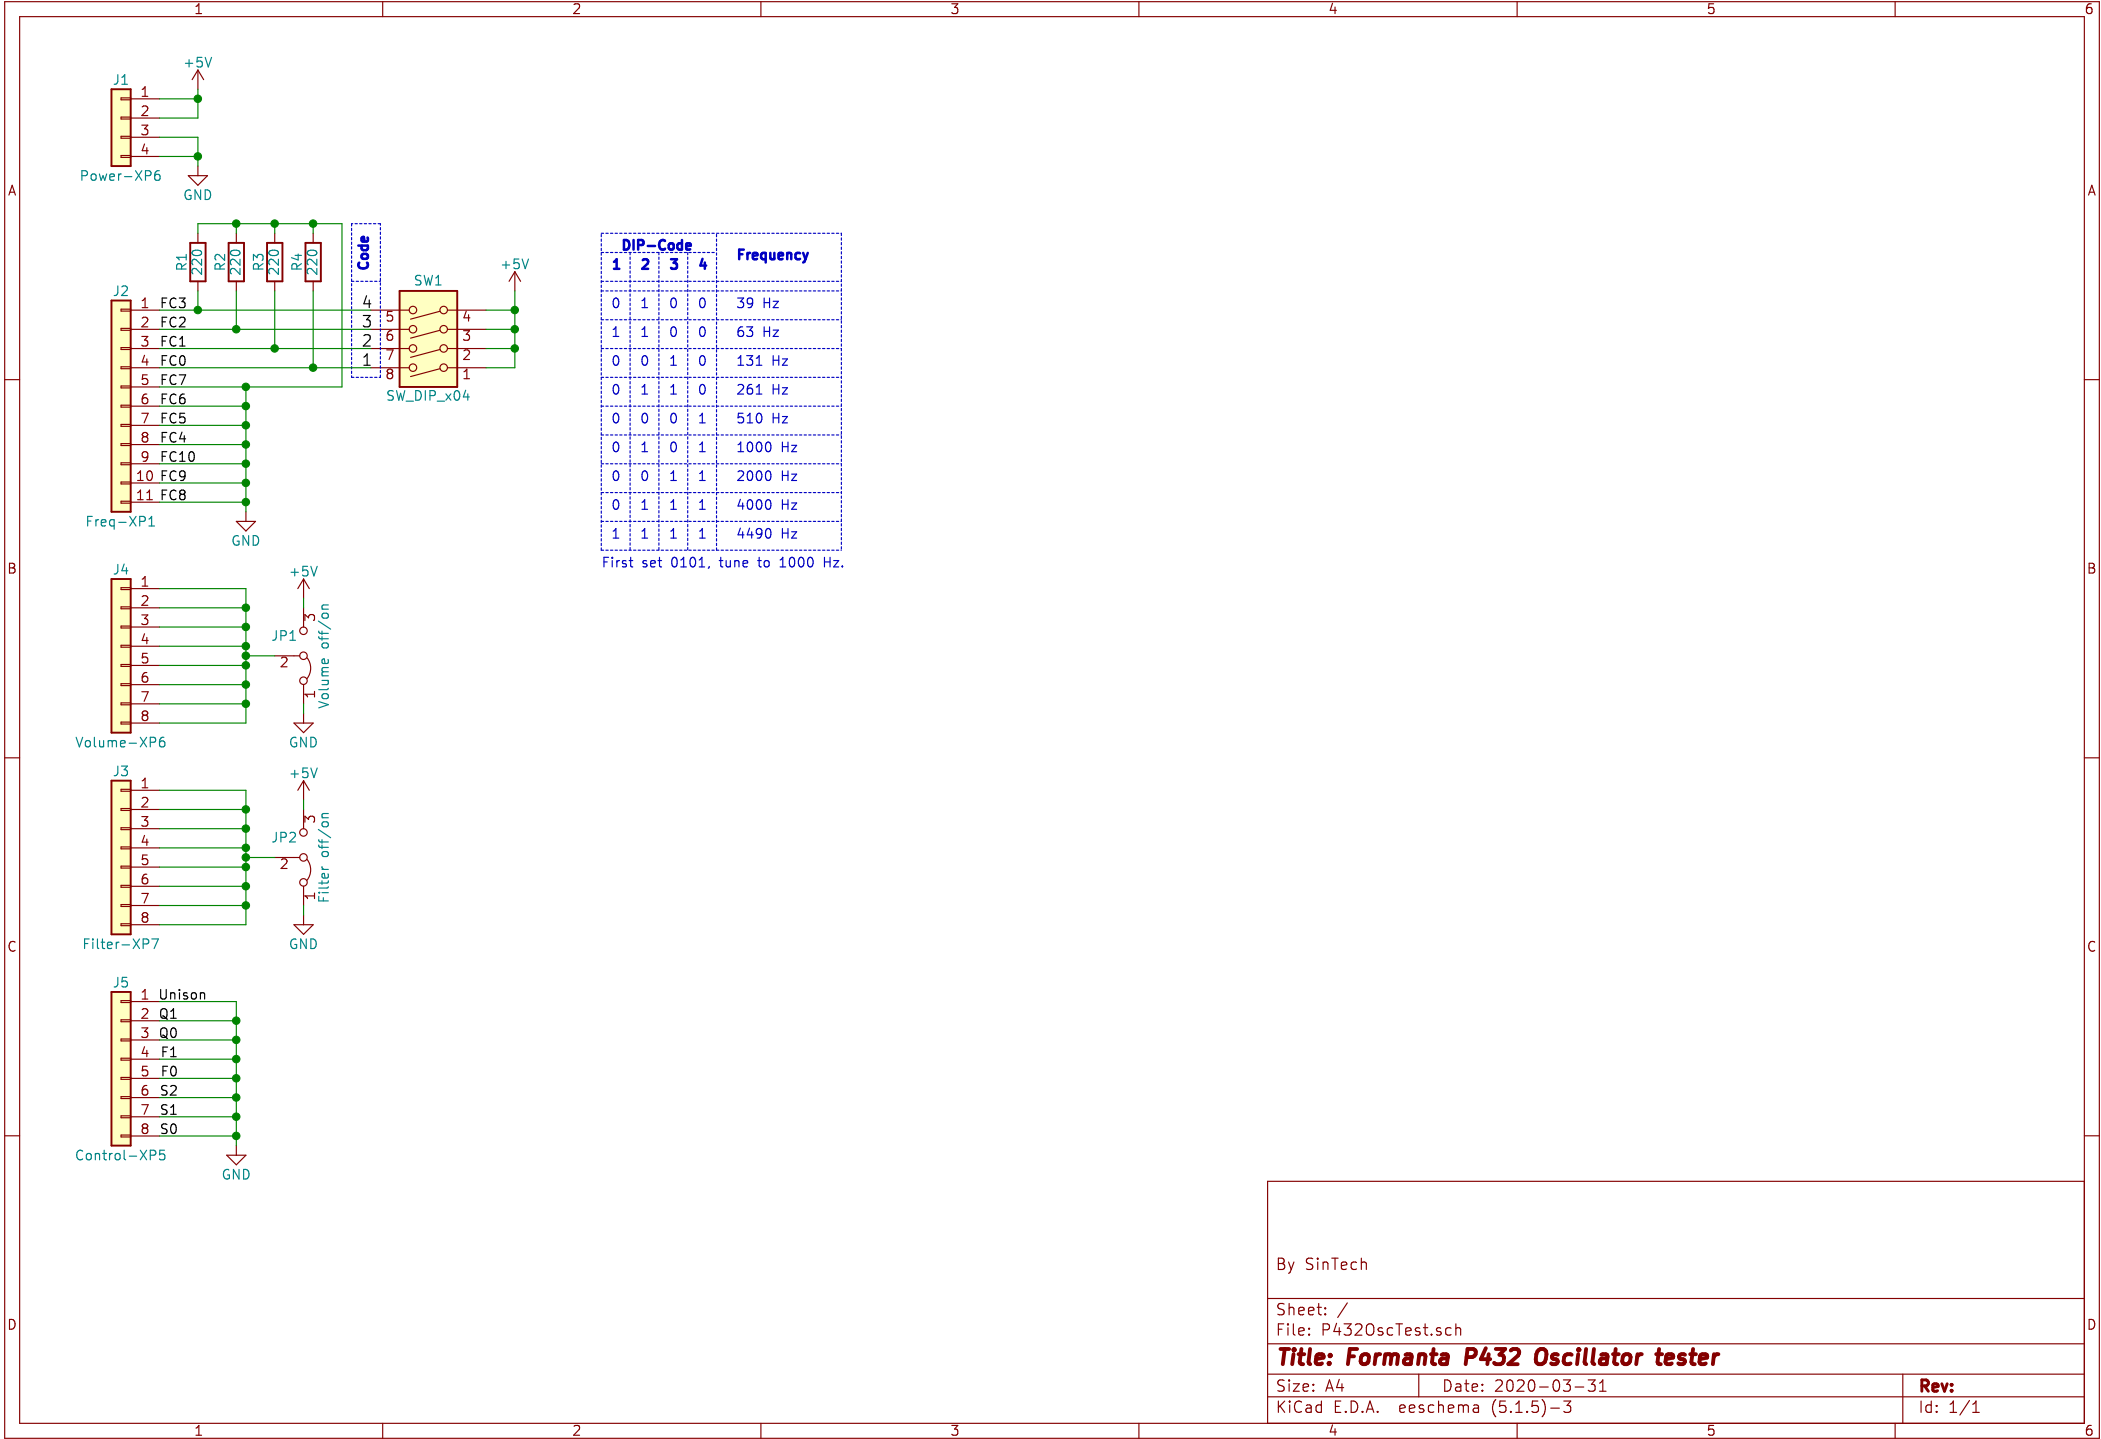 1 2 3 4 5 6
A A
B B
C C
D D
+5V
J1
1
2
3
4
Power-XP6
GND
R1 220
R2 220
R3 220
R4 220
Code
4
3
2
1
+5V
SW1
5 4
6 3
7 2
8 1
SW_DIP_x04
J2
1 FC3
2 FC2
3 FC1
4 FC0
5 FC7
6 FC6
7 FC5
8 FC4
9 FC10
10 FC9
11 FC8
Freq-XP1
GND
DIP-Code Frequency
1 2 3 4
0 1 0 0 39 Hz
1 1 0 0 63 Hz
0 0 1 0 131 Hz
0 1 1 0 261 Hz
0 0 0 1 510 Hz
0 1 0 1 1000 Hz
0 0 1 1 2000 Hz
0 1 1 1 4000 Hz
1 1 1 1 4490 Hz
First set 0101, tune to 1000 Hz.
J4
1
2
3
4
5
6
7
8
Volume-XP6
+5V
3
JP1
2
1
Volume off/on
GND
J3
1
2
3
4
5
6
7
8
Filter-XP7
+5V
3
JP2
2
1
Filter off/on
GND
J5
1 Unison
2 Q1
3 Q0
4 F1
5 F0
6 S2
7 S1
8 S0
Control-XP5
GND
By SinTech
Sheet: /
File: P432OscTest.sch
Title: Formanta P432 Oscillator tester
Size: A4 Date: 2020-03-31 Rev:
KiCad E.D.A. eeschema (5.1.5)-3 Id: 1/1
1 2 3 4 5 6